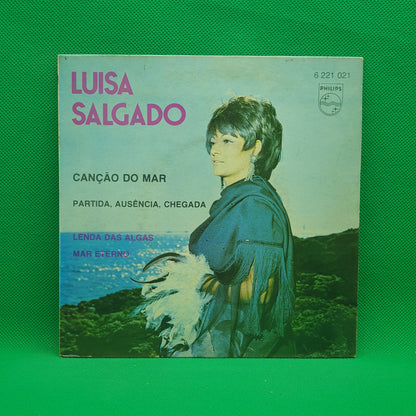 LUISA
SALGADO
6 221 021
PHILIPS
CANÇÃO DO MAR
PARTIDA, AUSÊNCIA, CHEGADA
LENDA DAS ALGAS
MAR ETERNO